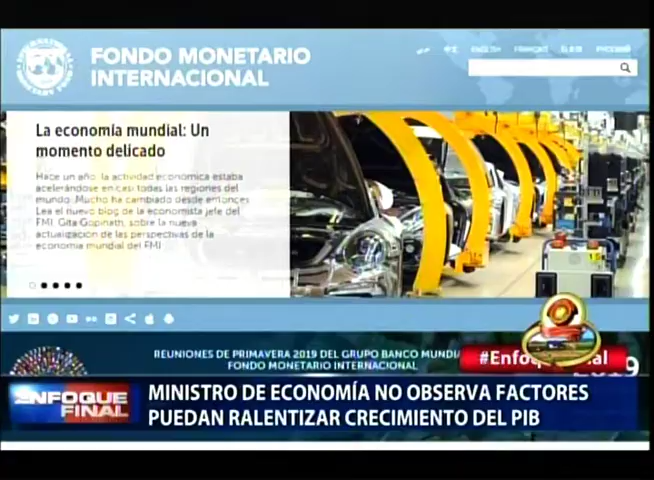 FONDO MONETARIO
INTERNACIONAL
ENGLISH FRANÇAIS
La economía mundial: Un
momento delicado
Hace un año, la actividad económica estaba
acelerándose en casi todas las regiones del
mundo. Mucho ha cambiado desde entonces.
Lea el nuevo blog de la economista jefe del
FMI, Gita Gopinath, sobre la nueva
actualización de las perspectivas de la
economía mundial del FMI
REUNIONES DE PRIMAVERA 2019 DEL GRUPO BANCO MUNDIA
FONDO MONETARIO INTERNACIONAL
2019
ENFOQUE
FINAL
MINISTRO DE ECONOMÍA NO OBSERVA FACTORES
PUEDAN RALENTIZAR CRECIMIENTO DEL PIB